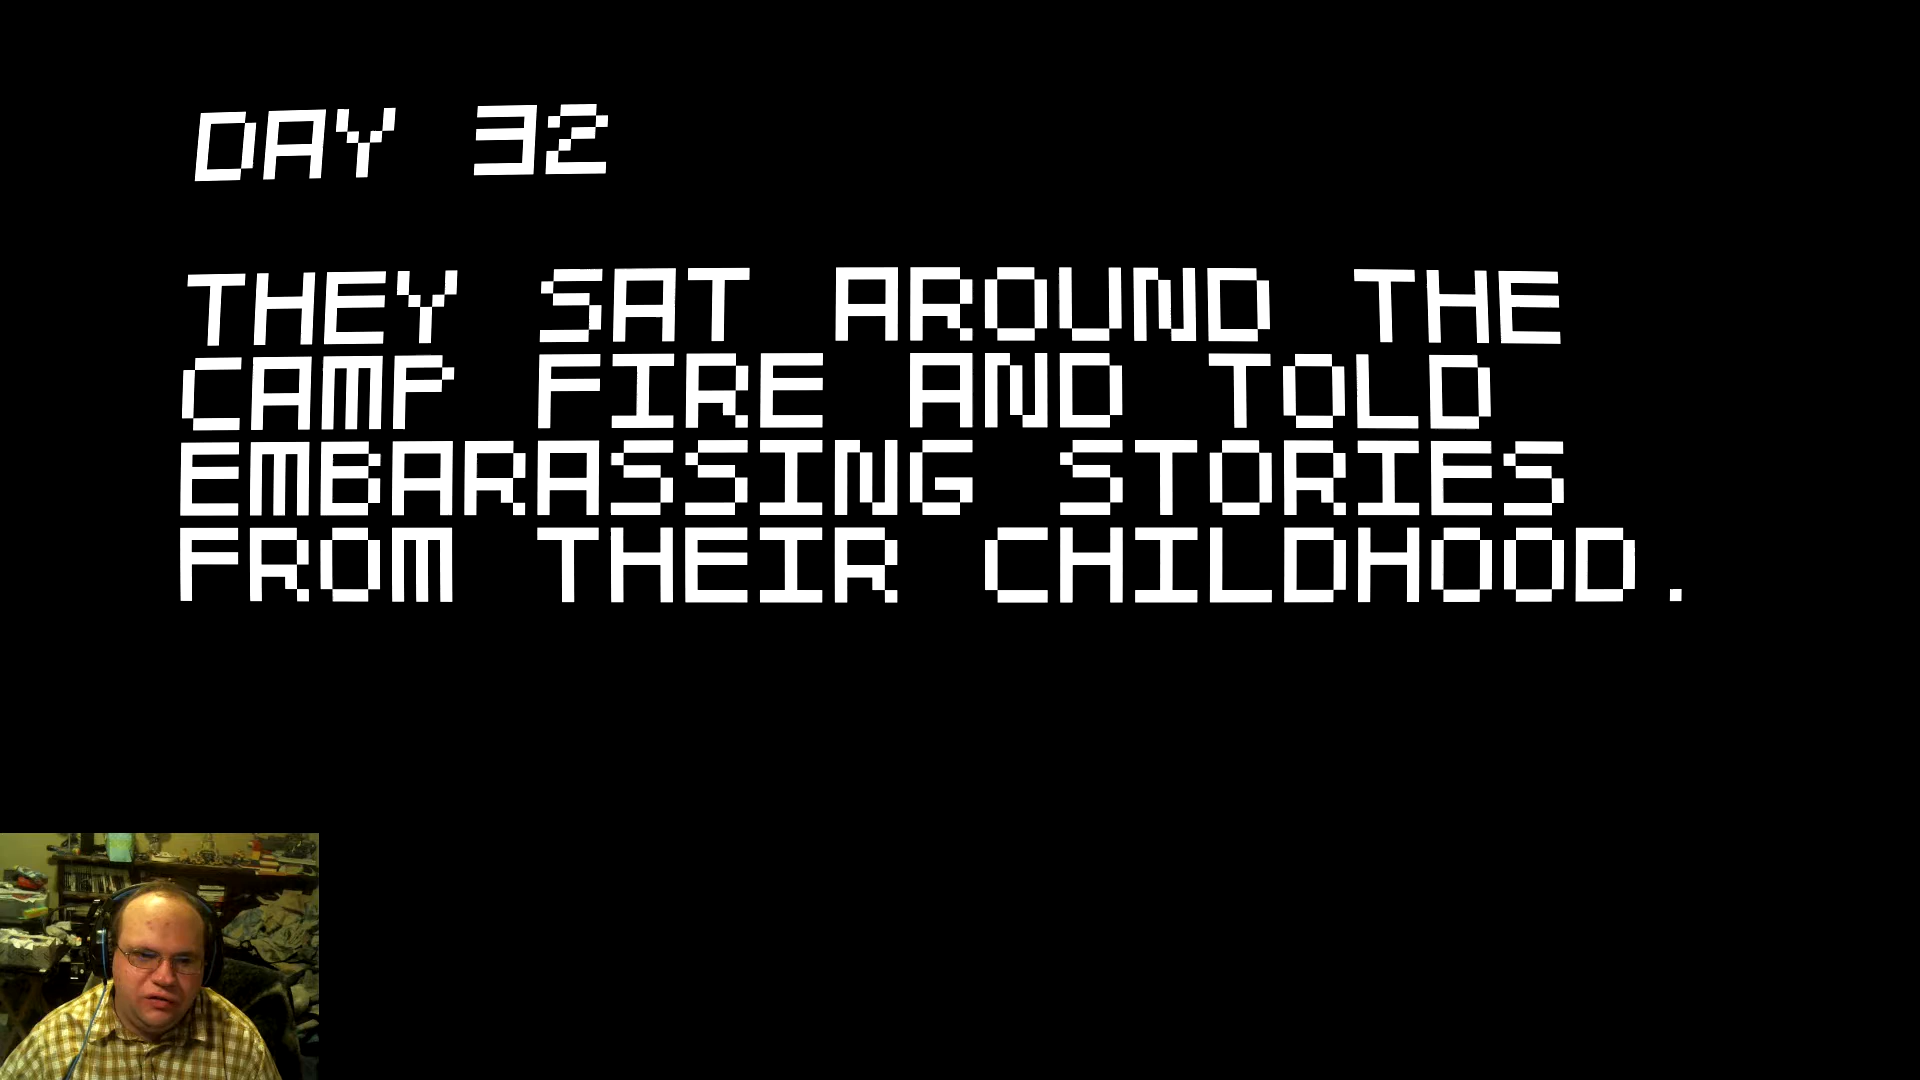 DAY 32
THEY SAT AROUND THE
CAMP FIRE AND TOLD
EMBARASSING STORIES
FROM THEIR CHILDHOOD.